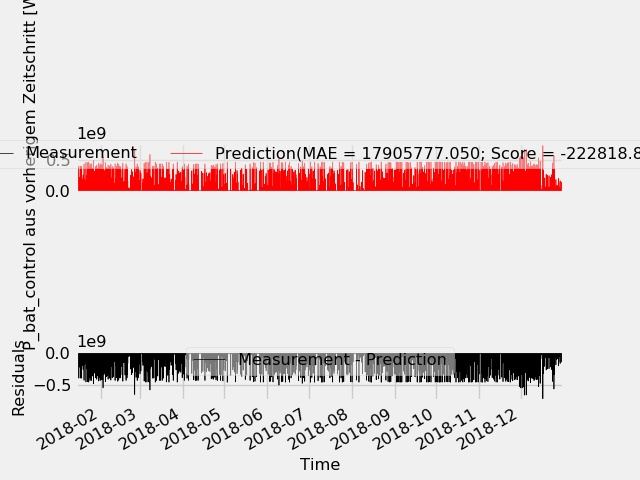 P_bat_control aus vorherigem Zeitschritt [W
1e9
0.5
0.0
Measurement
Prediction(MAE = 17905777.050; Score = -222818.8
Residuals
1e9
0.0
−0.5
Measurement - Prediction
2018-02
2018-03
2018-04
2018-05
2018-06
2018-07
2018-08
2018-09
2018-10
2018-11
2018-12
Time